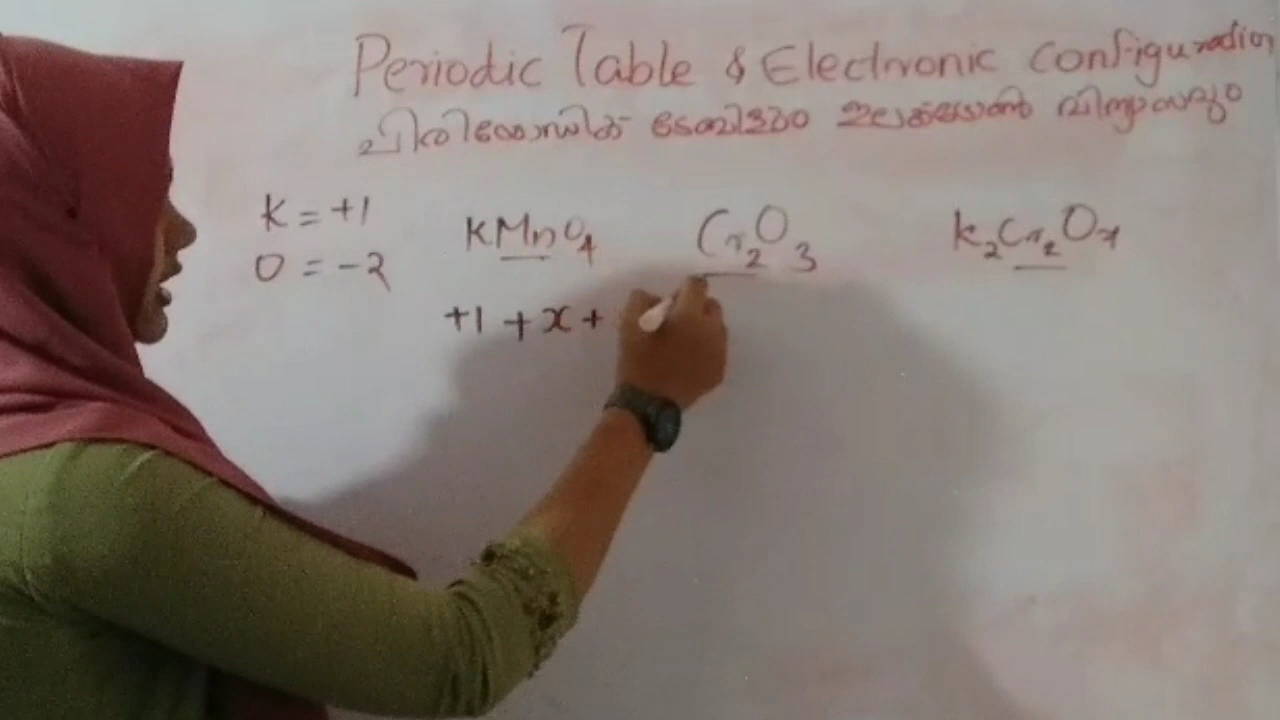 Periodic Table & Electronic Configuration
പിരിയോഡിക് ടേബിളും ഇലക്ട്രോൺ വിന്യാസവും
K = +1 KMnO4 Cr2O3 K2Cr2O7
O = -2
+1 + x +